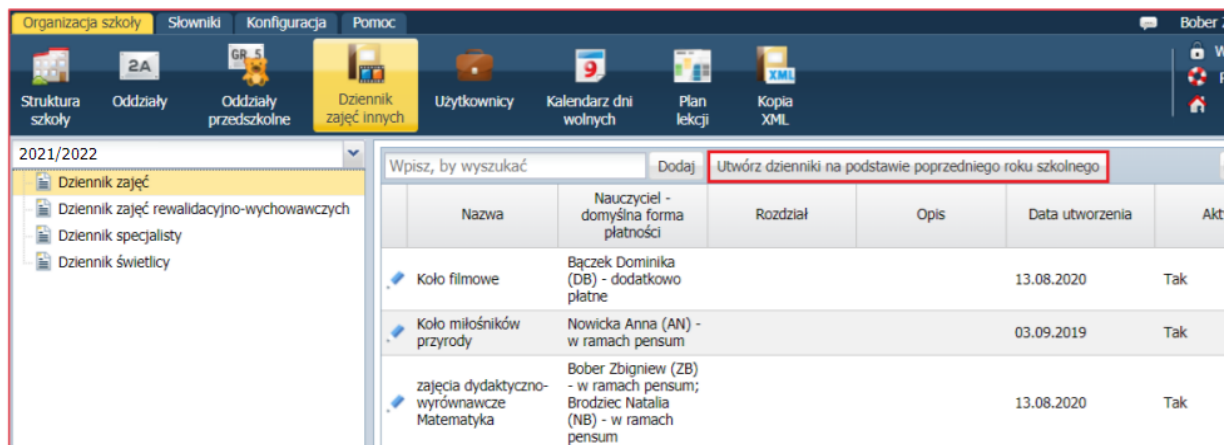 Organizacja szkoły Słowniki Konfiguracja Pomoc Bober
2A GR 5 9 XML
Struktura szkoły
Oddziały
Oddziały przedszkolne
Dziennik zajęć innych
Użytkownicy
Kalendarz dni wolnych
Plan lekcji
Kopia XML
2021/2022
Dziennik zajęć
Dziennik zajęć rewalidacyjno-wychowawczych
Dziennik specjalisty
Dziennik świetlicy
Wpisz, by wyszukać Dodaj Utwórz dzienniki na podstawie poprzedniego roku szkolnego
Nazwa
Nauczyciel -
domyślna forma
płatności
Rozdział
Opis
Data utworzenia
Koło filmowe
Bączek Dominika
(DB) - dodatkowo
płatne
13.08.2020
Tak
Koło miłośników
przyrody
Nowicka Anna (AN) -
w ramach pensum
03.09.2019
Tak
zajęcia dydaktyczno-
wyrównawcze
Matematyka
Bober Zbigniew (ZB)
- w ramach pensum;
Brodziec Natalia
(NB) - w ramach
pensum
13.08.2020
Tak